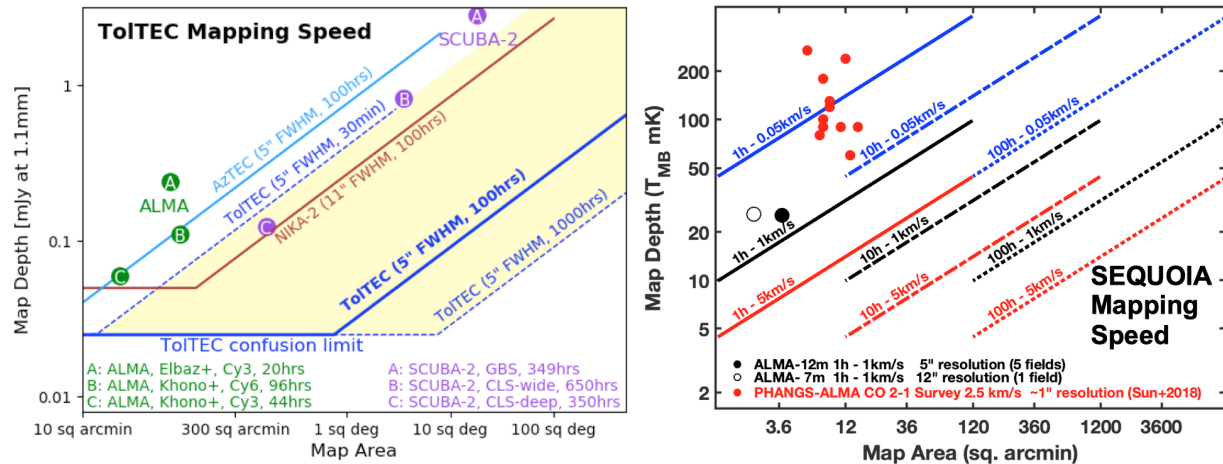 TolTEC Mapping Speed
A
SCUBA-2
B
A
ALMA
B
C
C
AzTEC (5" FWHM, 100hrs)
TolTEC (5" FWHM, 30min)
NIKA-2 (11" FWHM, 100hrs)
TolTEC (5" FWHM, 100hrs)
TolTEC (5" FWHM, 1000hrs)
TolTEC confusion limit
A: ALMA, Elbaz+, Cy3, 20hrs
B: ALMA, Khono+, Cy6, 96hrs
C: ALMA, Khono+, Cy3, 44hrs
A: SCUBA-2, GBS, 349hrs
B: SCUBA-2, CLS-wide, 650hrs
C: SCUBA-2, CLS-deep, 350hrs
Map Depth [mJy at 1.1mm]
1
0.1
0.01
10 sq arcmin
300 sq arcmin
1 sq deg
10 sq deg
100 sq deg
Map Area
Map Depth (T_MB mK)
200
100
50
20
10
5
2
1h - 0.05km/s
10h - 0.05km/s
100h - 0.05km/s
1h - 1km/s
10h - 1km/s
100h - 1km/s
1h - 5km/s
10h - 5km/s
100h - 5km/s
SEQUOIA
Mapping
Speed
ALMA-12m 1h - 1km/s 5" resolution (5 fields)
ALMA- 7m 1h - 1km/s 12" resolution (1 field)
PHANGS-ALMA CO 2-1 Survey 2.5 km/s ~1" resolution (Sun+2018)
3.6
12
36
120
360
1200
3600
Map Area (sq. arcmin)